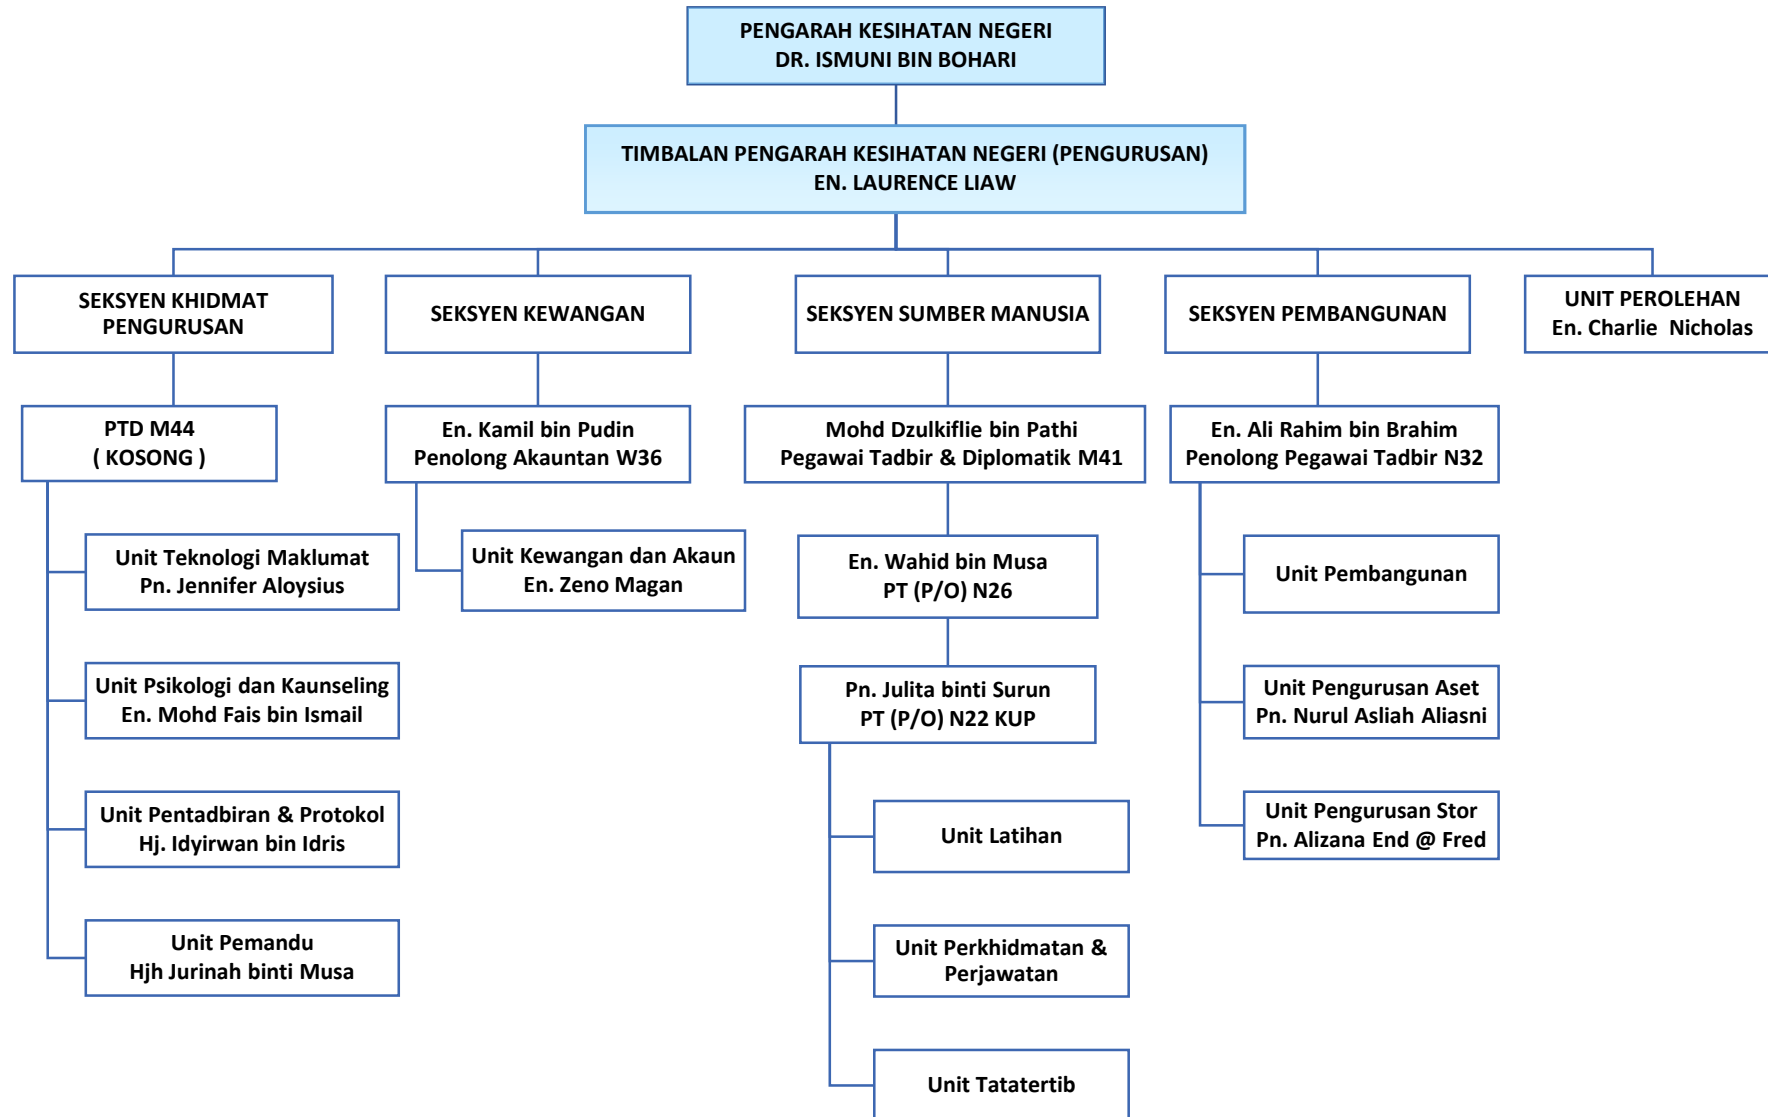 PENGARAH KESIHATAN NEGERI
DR. ISMUNI BIN BOHARI
TIMBALAN PENGARAH KESIHATAN NEGERI (PENGURUSAN)
EN. LAURENCE LIAW
SEKSYEN KHIDMAT
PENGURUSAN
SEKSYEN KEWANGAN
SEKSYEN SUMBER MANUSIA
SEKSYEN PEMBANGUNAN
UNIT PEROLEHAN
En. Charlie Nicholas
PTD M44
( KOSONG )
En. Kamil bin Pudin
Penolong Akauntan W36
Mohd Dzulkiflie bin Pathi
Pegawai Tadbir & Diplomatik M41
En. Ali Rahim bin Brahim
Penolong Pegawai Tadbir N32
Unit Teknologi Maklumat
Pn. Jennifer Aloysius
Unit Kewangan dan Akaun
En. Zeno Magan
En. Wahid bin Musa
PT (P/O) N26
Unit Pembangunan
Unit Psikologi dan Kaunseling
En. Mohd Fais bin Ismail
Pn. Julita binti Surun
PT (P/O) N22 KUP
Unit Pengurusan Aset
Pn. Nurul Asliah Aliasni
Unit Pentadbiran & Protokol
Hj. Idyirwan bin Idris
Unit Latihan
Unit Pengurusan Stor
Pn. Alizana End @ Fred
Unit Pemandu
Hjh Jurinah binti Musa
Unit Perkhidmatan &
Perjawatan
Unit Tatatertib